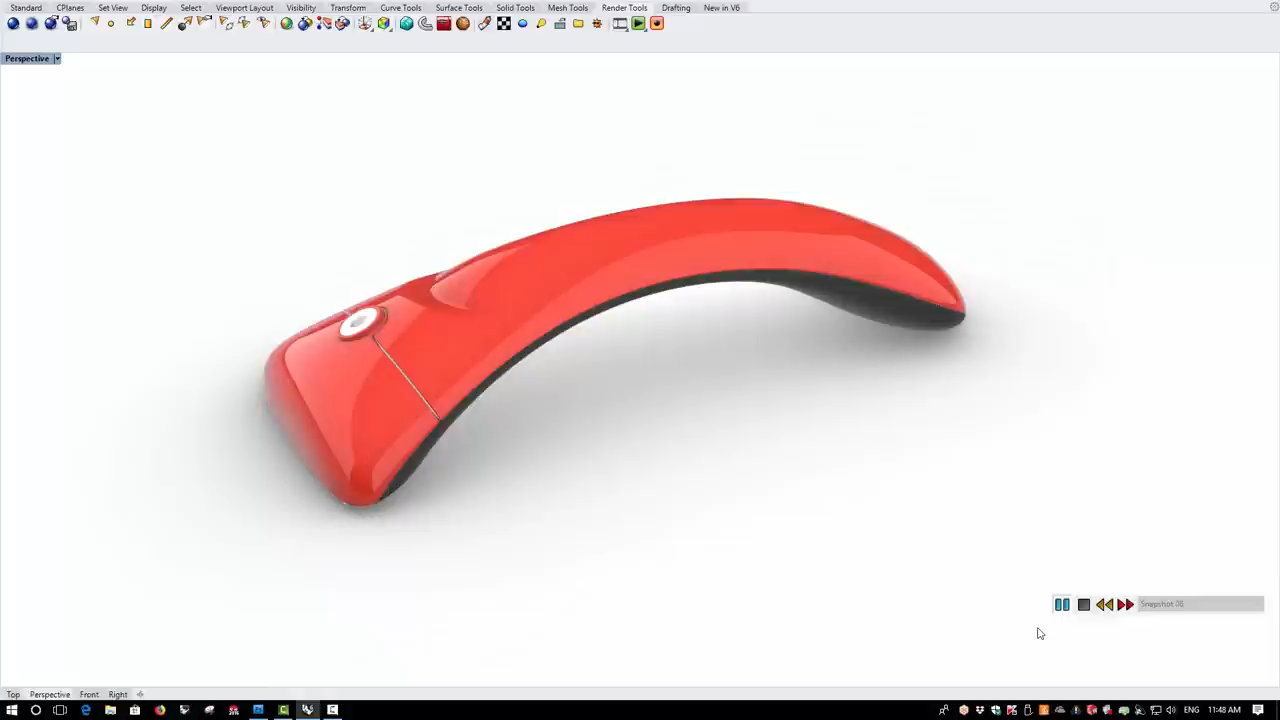 Standard CPlanes Set View Display Select Viewport Layout Visibility Transform Curve Tools Surface Tools Solid Tools Mesh Tools Render Tools Drafting New in V6
Perspective
Snapshot 08
Top Perspective Front Right
ENG 11:48 AM